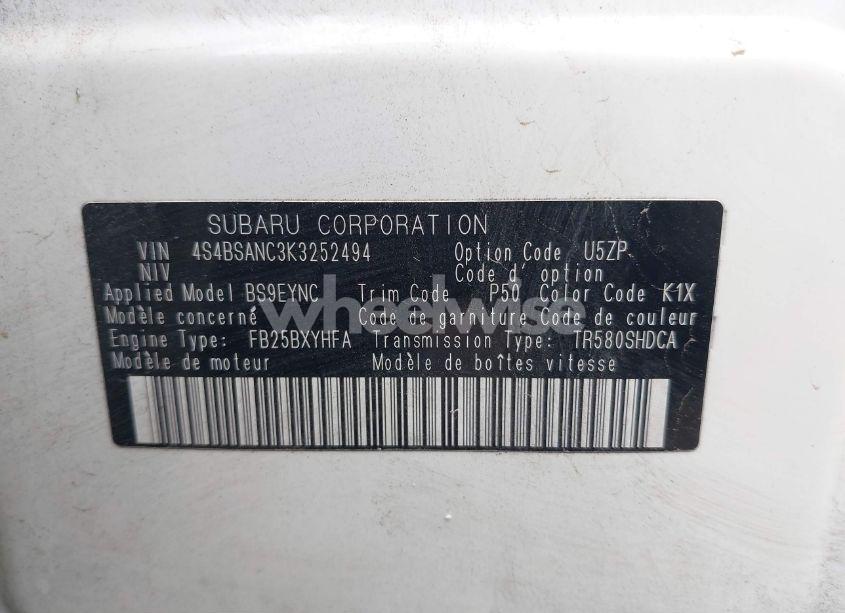 SUBARU CORPORATION
VIN 4S4BSANC3K3252494 Option Code U5ZP
NIV Code d' option
Applied Model BS9EYNC Trim Code P50 Color Code K1X
Modèle concerné Code de garniture Code de couleur
Engine Type: FB25BXYHFA Transmission Type: TR580SHDCA
Modèle de moteur Modèle de boîtes vitesse
wheelwise